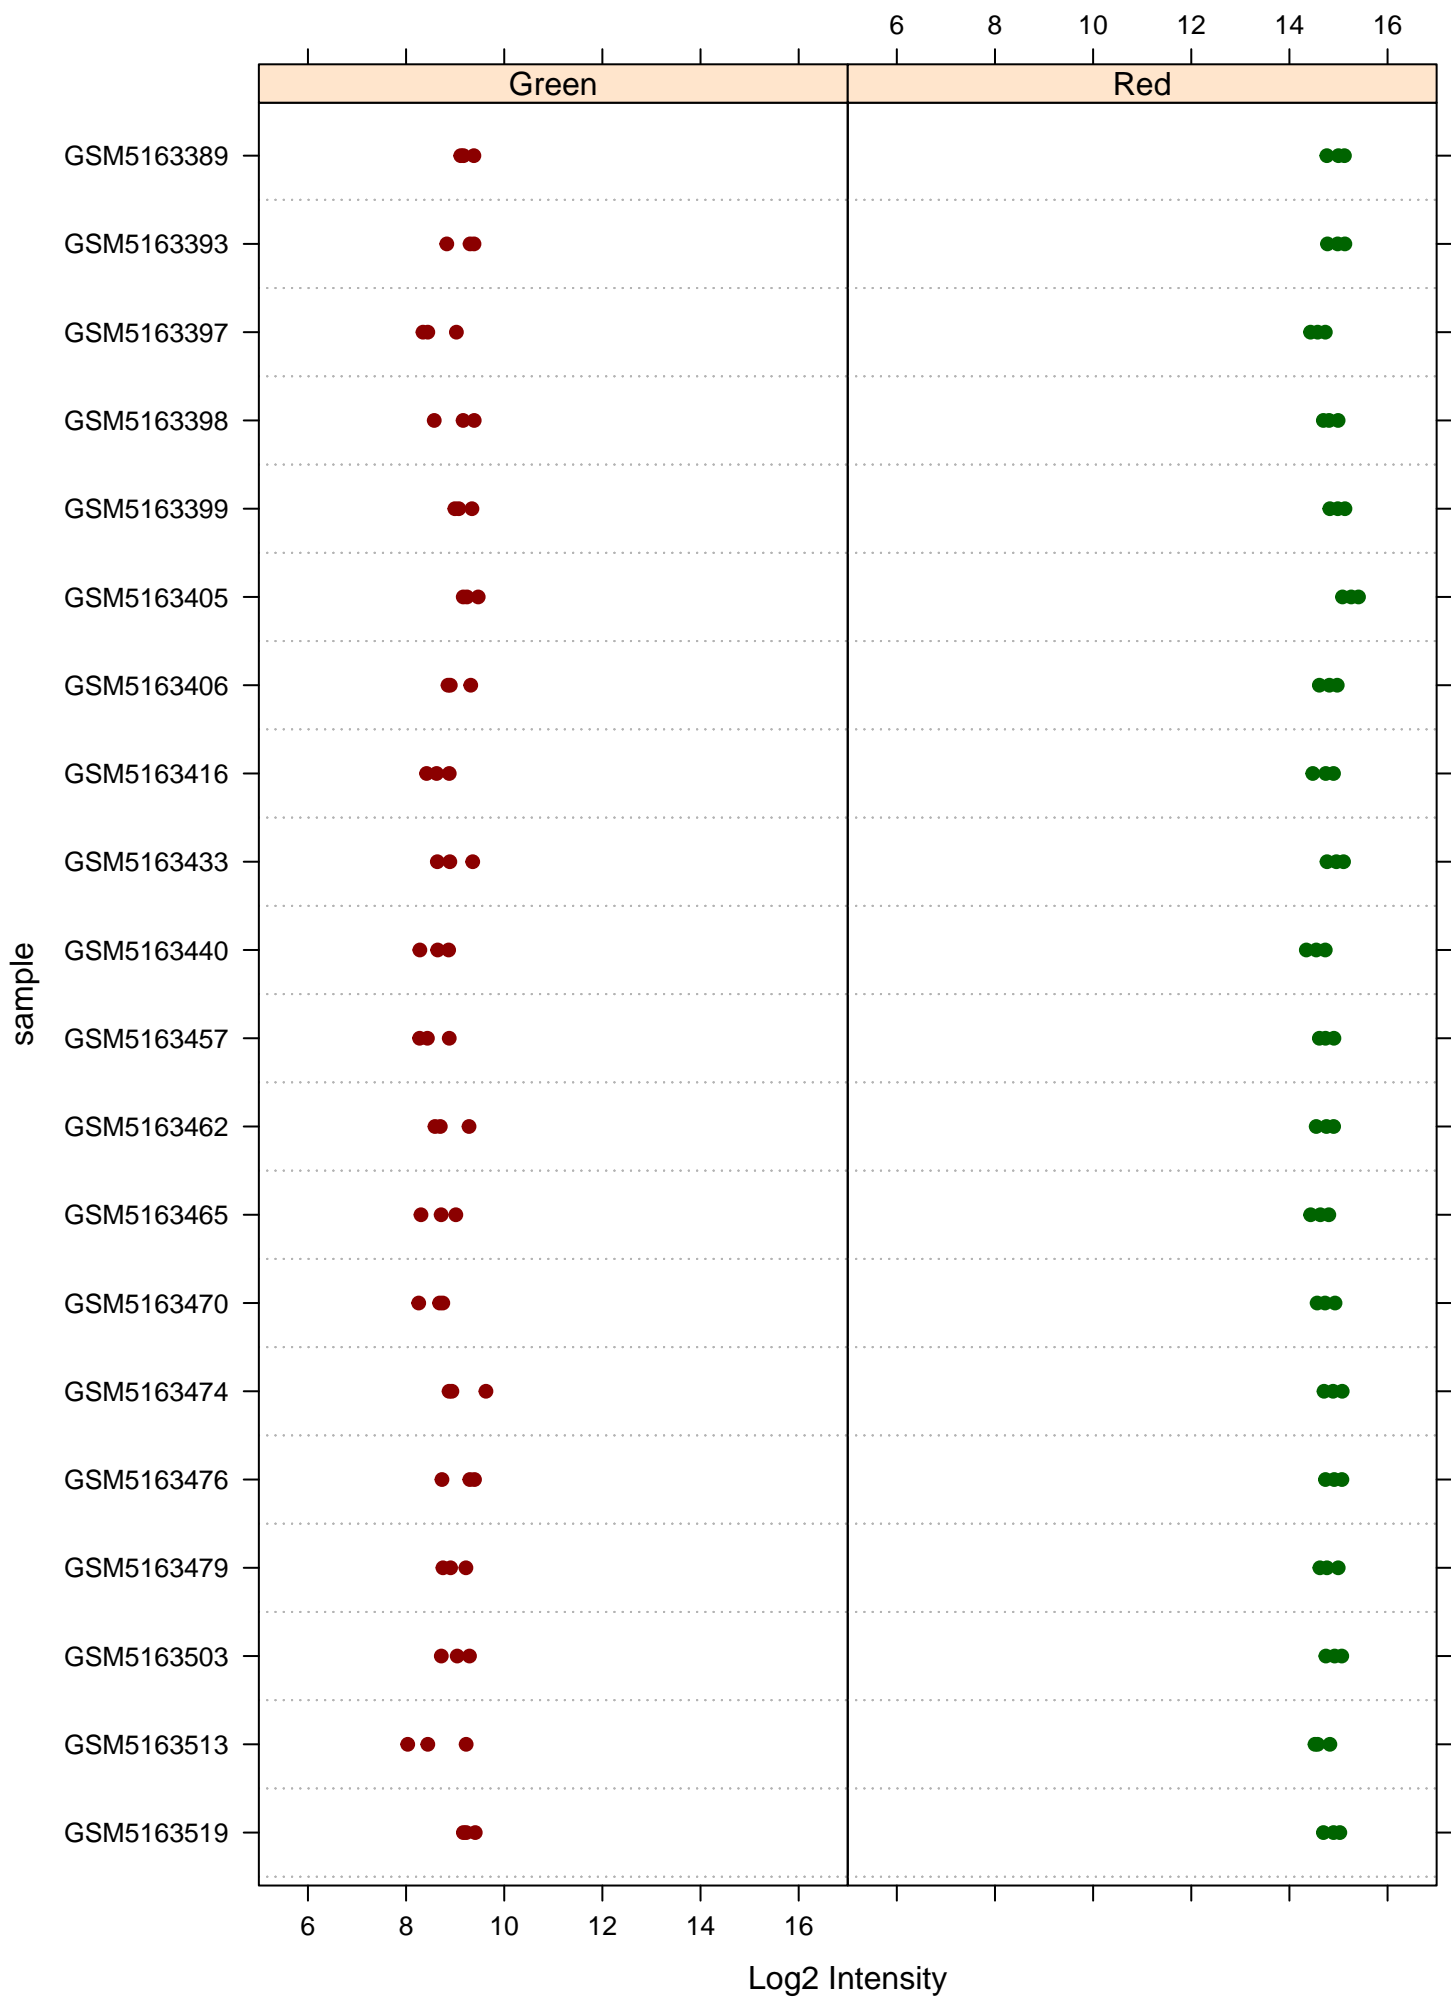 6 8 10 12 14 16
Green Red
GSM5163389
GSM5163393
GSM5163397
GSM5163398
GSM5163399
GSM5163405
GSM5163406
GSM5163416
GSM5163433
GSM5163440
sample
GSM5163457
GSM5163462
GSM5163465
GSM5163470
GSM5163474
GSM5163476
GSM5163479
GSM5163503
GSM5163513
GSM5163519
6 8 10 12 14 16
Log2 Intensity